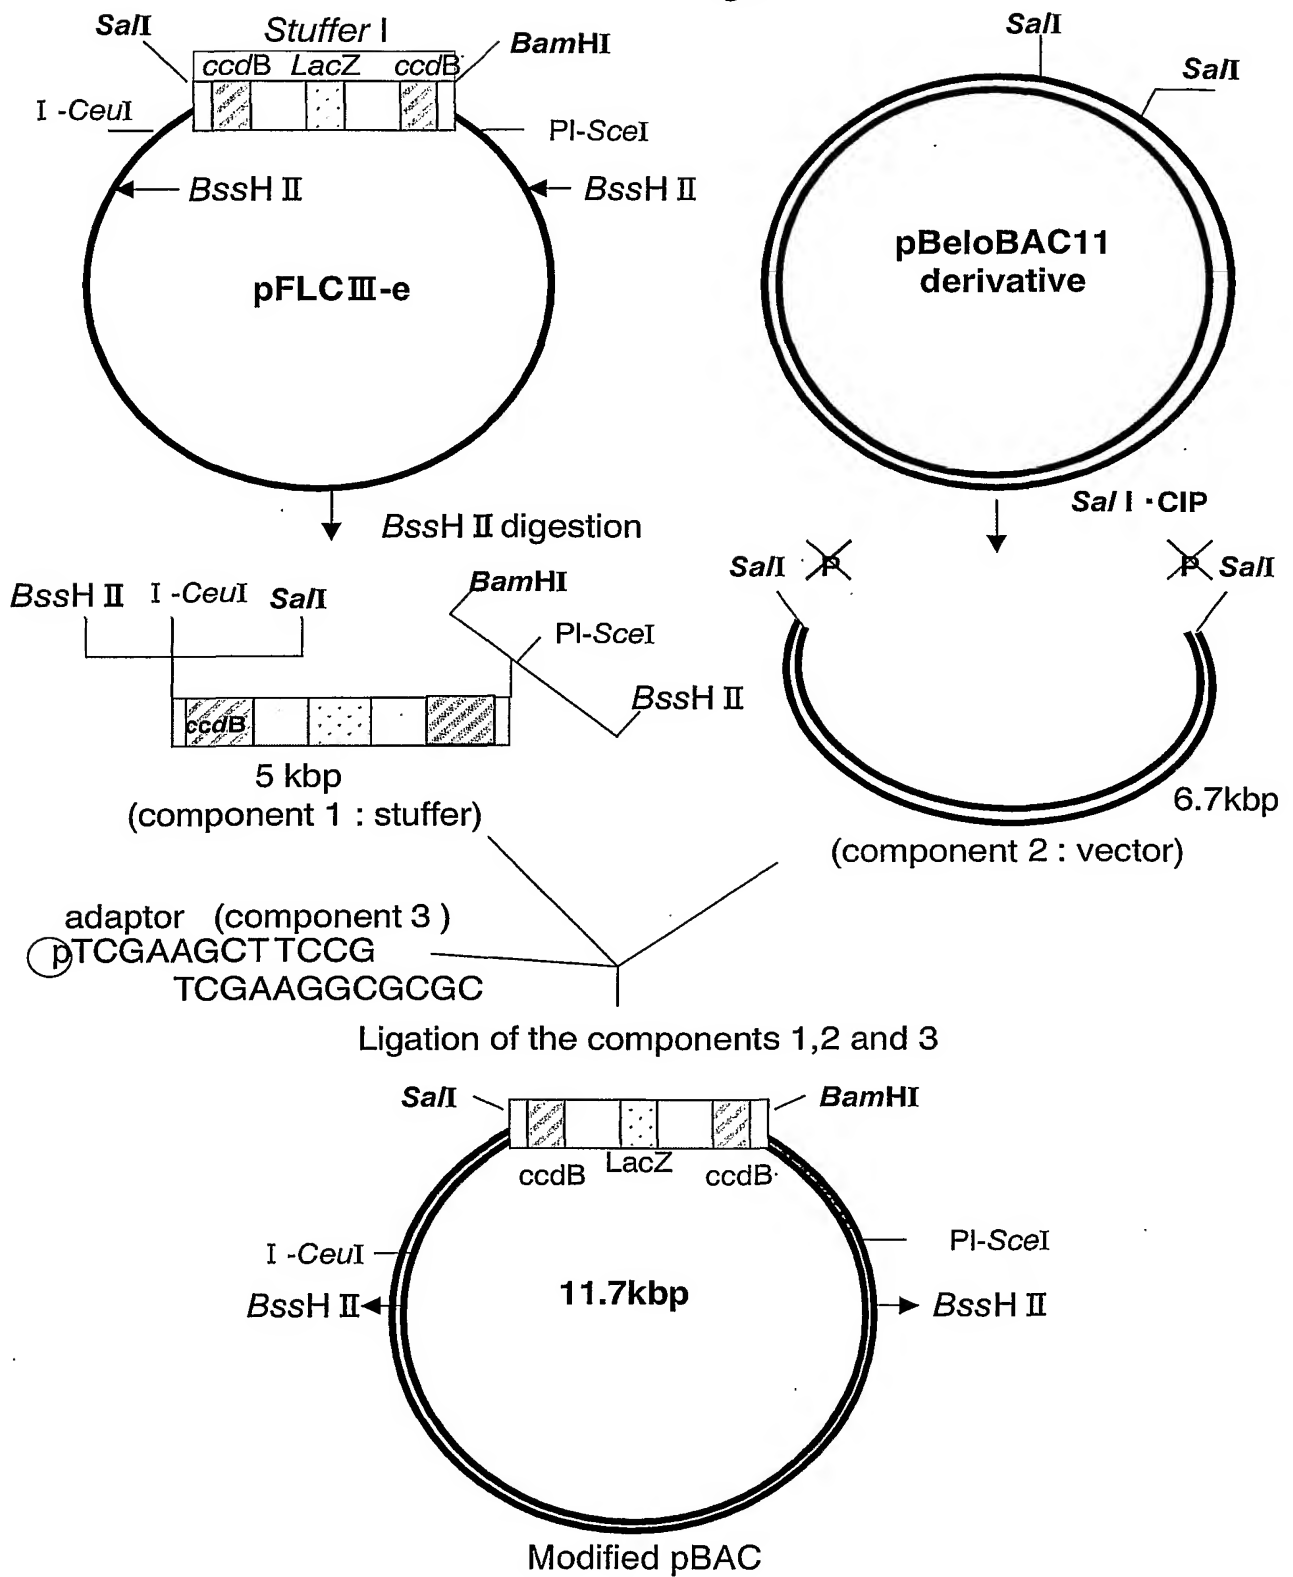 SalI
Stuffer I
BamHI
ccdB LacZ ccdB
I -CeuI
PI-SceI
BssH II
BssH II
pFLCIII-e
SalI
SalI
pBeloBAC11
derivative
BssH II digestion
Sal I ·CIP
BssH II I -CeuI SalI
BamHI
PI-SceI
BssH II
ccdB
5 kbp
(component 1 : stuffer)
SalI P
P SalI
6.7kbp
(component 2 : vector)
adaptor (component 3 )
pTCGAAGCTTCCG
TCGAAGGCGCGC
Ligation of the components 1,2 and 3
SalI
BamHI
ccdB LacZ ccdB
I -CeuI
PI-SceI
BssH II
11.7kbp
BssH II
Modified pBAC